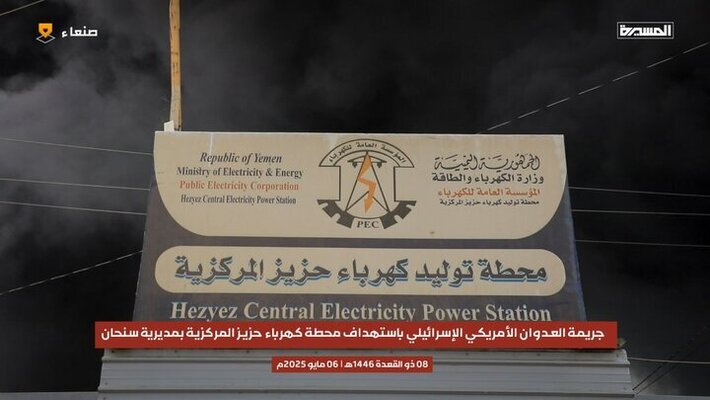 صنعاء
المسيرة
Republic of Yemen
Ministry of Electricity & Energy
Public Electricity Corporation
Hezyez Central Electricity Power Station
المؤسسة العامة للكهرباء
PEC
الجمهورية اليمنية
وزارة الكهرباء والطاقة
المؤسسة العامة للكهرباء
محطة توليد كهرباء حزيز المركزية
محطة توليد كهرباء حزيز المركزية
Hezyez Central Electricity Power Station
جريمة العدوان الأمريكي الإسرائيلي باستهداف محطة كهرباء حزيز المركزية بمديرية سنحان
08 ذو القعدة 1446هـ | 06 مايو 2025م